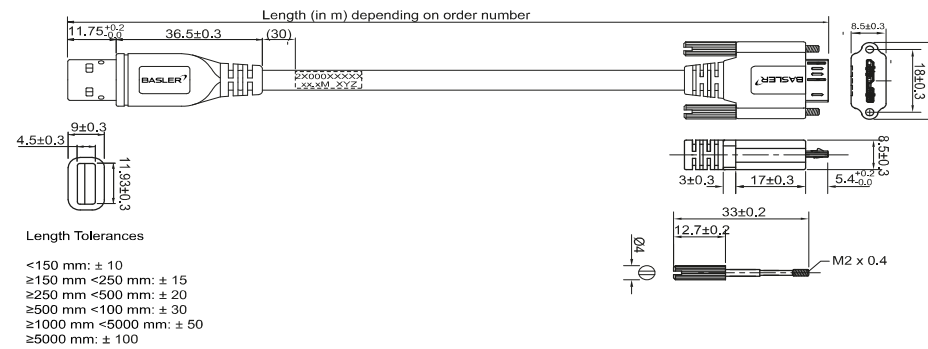 Length (in m) depending on order number
11.75+0.2-0.0
36.5±0.3
(30)
8.5±0.3
BASLER
2X000XXXXX
xx.xM_XYZ
BASLER
18±0.3
9±0.3
4.5±0.3
11.93±0.3
8.5±0.3
3±0.3
17±0.3
5.4+0.2-0.0
33±0.2
12.7±0.2
Ø4
M2 x 0.4
Length Tolerances
<150 mm: ± 10
≥150 mm <250 mm: ± 15
≥250 mm <500 mm: ± 20
≥500 mm <100 mm: ± 30
≥1000 mm <5000 mm: ± 50
≥5000 mm: ± 100